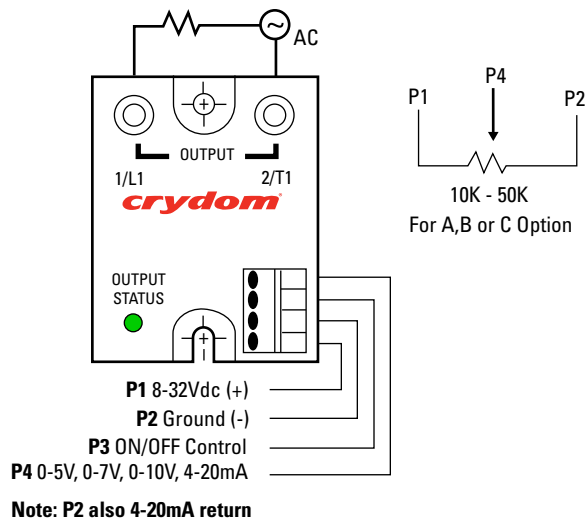 AC
OUTPUT
1/L1 2/T1
crydom
OUTPUT
STATUS
P1 P4 P2
10K - 50K
For A,B or C Option
P1 8-32Vdc (+)
P2 Ground (-)
P3 ON/OFF Control
P4 0-5V, 0-7V, 0-10V, 4-20mA
Note: P2 also 4-20mA return